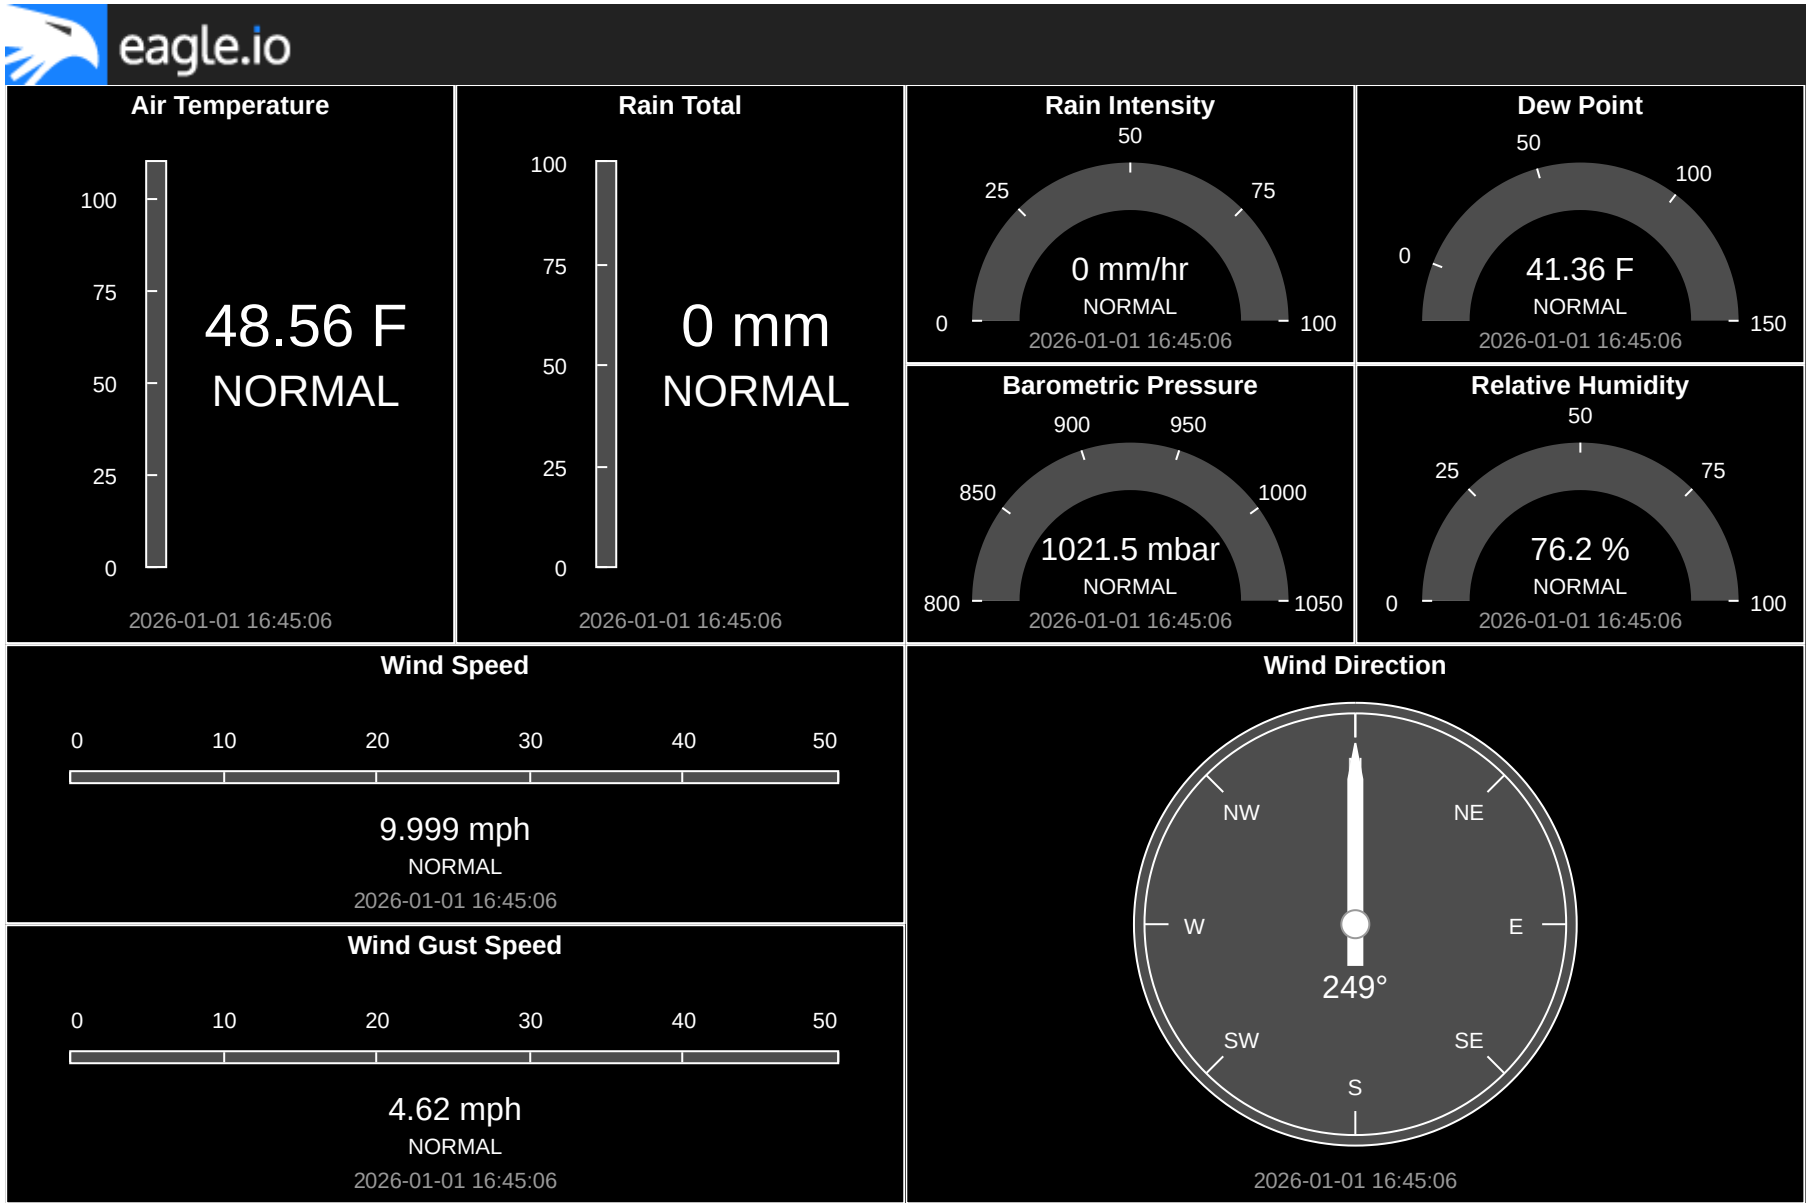 eagle.io
Air Temperature
100
75
50
25
0
48.56 F
NORMAL
2026-01-01 16:45:06
Rain Total
100
75
50
25
0
0 mm
NORMAL
2026-01-01 16:45:06
Rain Intensity
50
25
75
0
100
0 mm/hr
NORMAL
2026-01-01 16:45:06
Dew Point
50
100
0
150
41.36 F
NORMAL
2026-01-01 16:45:06
Barometric Pressure
900
950
850
1000
800
1050
1021.5 mbar
NORMAL
2026-01-01 16:45:06
Relative Humidity
50
25
75
0
100
76.2 %
NORMAL
2026-01-01 16:45:06
Wind Speed
0 10 20 30 40 50
9.999 mph
NORMAL
2026-01-01 16:45:06
Wind Gust Speed
0 10 20 30 40 50
4.62 mph
NORMAL
2026-01-01 16:45:06
Wind Direction
NW
NE
W
E
249°
SW
SE
S
2026-01-01 16:45:06